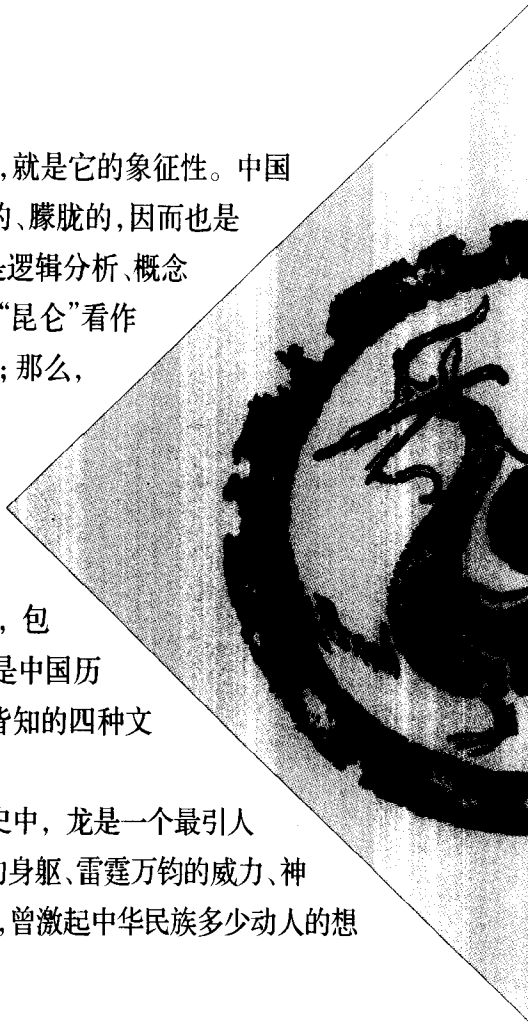 ,就是它的象征性。中国
的、朦胧的,因而也是
是逻辑分析、概念
“昆仑”看作
；那么,
，包
是中国历
皆知的四种文
史中，龙是一个最引人
的身躯、雷霆万钧的威力、神
,曾激起中华民族多少动人的想